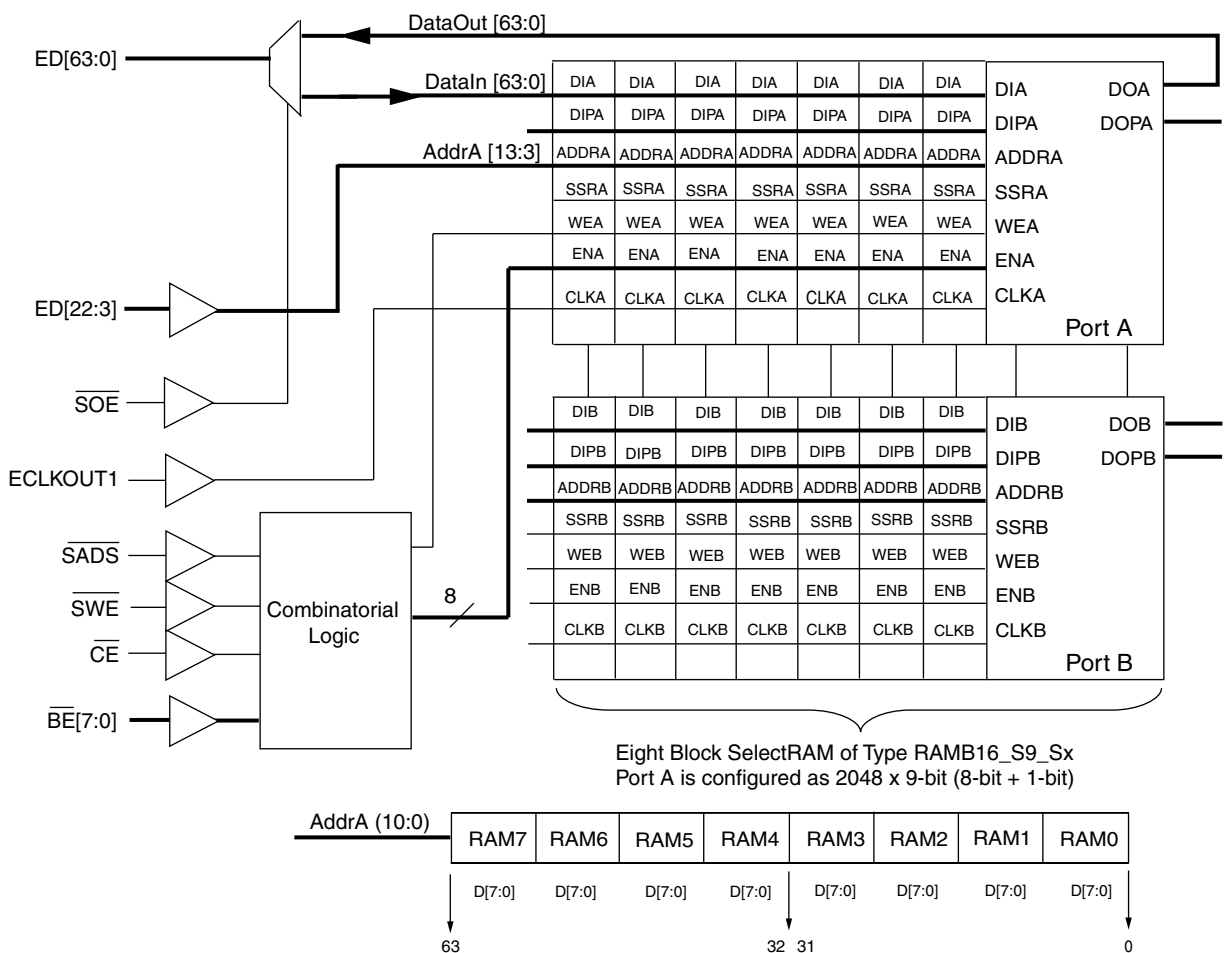 DataOut [63:0]
ED[63:0]
DataIn [63:0]
DIA DIA DIA DIA DIA DIA DIA DIA DOA
DIPA DIPA DIPA DIPA DIPA DIPA DIPA DIPA DOPA
AddrA [13:3] ADDRA ADDRA ADDRA ADDRA ADDRA ADDRA ADDRA ADDRA
SSRA SSRA SSRA SSRA SSRA SSRA SSRA SSRA
WEA WEA WEA WEA WEA WEA WEA WEA
ENA ENA ENA ENA ENA ENA ENA ENA
ED[22:3]
CLKA CLKA CLKA CLKA CLKA CLKA CLKA CLKA
Port A
SOE
DIB DIB DIB DIB DIB DIB DIB DIB DOB
DIPB DIPB DIPB DIPB DIPB DIPB DIPB DIPB DOPB
ECLKOUT1
ADDRB ADDRB ADDRB ADDRB ADDRB ADDRB ADDRB ADDRB
SSRB SSRB SSRB SSRB SSRB SSRB SSRB SSRB
SADS
WEB WEB WEB WEB WEB WEB WEB WEB
SWE
Combinatorial
Logic
8
ENB ENB ENB ENB ENB ENB ENB ENB
CE
CLKB CLKB CLKB CLKB CLKB CLKB CLKB CLKB
Port B
BE[7:0]
Eight Block SelectRAM of Type RAMB16_S9_Sx
Port A is configured as 2048 x 9-bit (8-bit + 1-bit)
AddrA (10:0)
RAM7 RAM6 RAM5 RAM4 RAM3 RAM2 RAM1 RAM0
D[7:0] D[7:0] D[7:0] D[7:0] D[7:0] D[7:0] D[7:0] D[7:0]
63 32 31 0